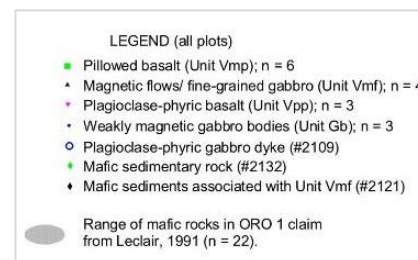 LEGEND (all plots)
Pillowed basalt (Unit Vmp); n = 6
Magnetic flows/ fine-grained gabbro (Unit Vmf); n = 4
Plagioclase-phyric basalt (Unit Vpp); n = 3
Weakly magnetic gabbro bodies (Unit Gb); n = 3
Plagioclase-phyric gabbro dyke (#2109)
Mafic sedimentary rock (#2132)
Mafic sediments associated with Unit Vmf (#2121)
Range of mafic rocks in ORO 1 claim
from Leclair, 1991 (n = 22).